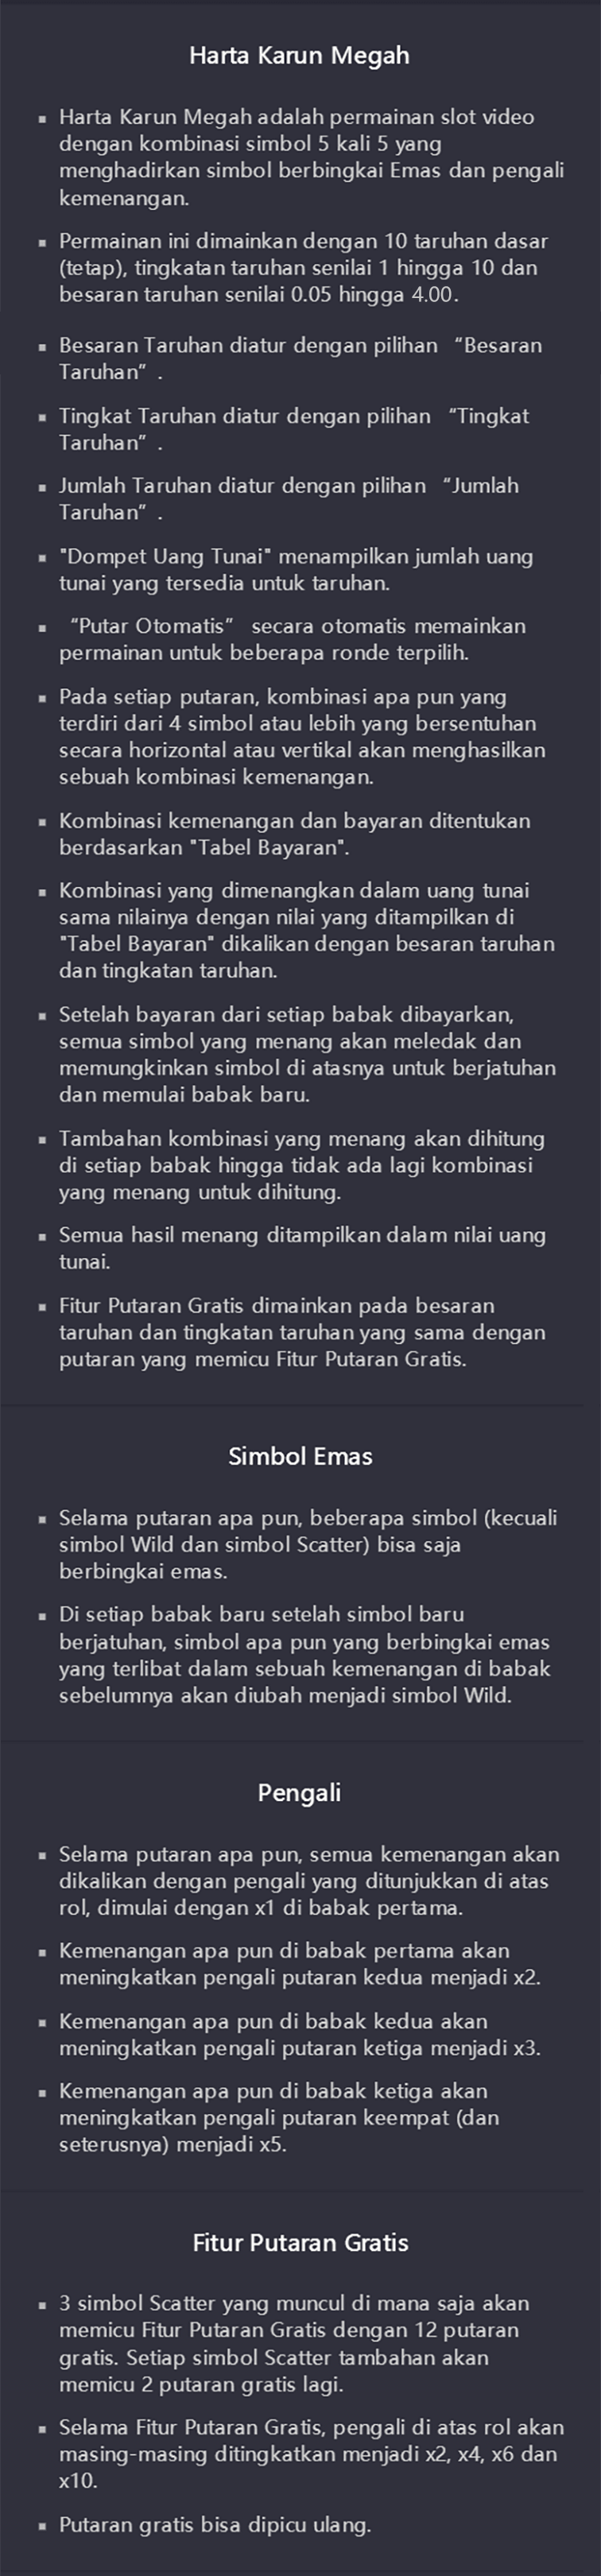 Harta Karun Megah
▪ Harta Karun Megah adalah permainan slot video
dengan kombinasi simbol 5 kali 5 yang
menghadirkan simbol berbingkai Emas dan pengali
kemenangan.
▪ Permainan ini dimainkan dengan 10 taruhan dasar
(tetap), tingkatan taruhan senilai 1 hingga 10 dan
besaran taruhan senilai 0.05 hingga 4.00.
▪ Besaran Taruhan diatur dengan pilihan “Besaran
Taruhan” .
▪ Tingkat Taruhan diatur dengan pilihan “Tingkat
Taruhan” .
▪ Jumlah Taruhan diatur dengan pilihan “Jumlah
Taruhan” .
▪ "Dompet Uang Tunai" menampilkan jumlah uang
tunai yang tersedia untuk taruhan.
▪ “Putar Otomatis” secara otomatis memainkan
permainan untuk beberapa ronde terpilih.
▪ Pada setiap putaran, kombinasi apa pun yang
terdiri dari 4 simbol atau lebih yang bersentuhan
secara horizontal atau vertikal akan menghasilkan
sebuah kombinasi kemenangan.
▪ Kombinasi kemenangan dan bayaran ditentukan
berdasarkan "Tabel Bayaran".
▪ Kombinasi yang dimenangkan dalam uang tunai
sama nilainya dengan nilai yang ditampilkan di
"Tabel Bayaran" dikalikan dengan besaran taruhan
dan tingkatan taruhan.
▪ Setelah bayaran dari setiap babak dibayarkan,
semua simbol yang menang akan meledak dan
memungkinkan simbol di atasnya untuk berjatuhan
dan memulai babak baru.
▪ Tambahan kombinasi yang menang akan dihitung
di setiap babak hingga tidak ada lagi kombinasi
yang menang untuk dihitung.
▪ Semua hasil menang ditampilkan dalam nilai uang
tunai.
▪ Fitur Putaran Gratis dimainkan pada besaran
taruhan dan tingkatan taruhan yang sama dengan
putaran yang memicu Fitur Putaran Gratis.
Simbol Emas
▪ Selama putaran apa pun, beberapa simbol (kecuali
simbol Wild dan simbol Scatter) bisa saja
berbingkai emas.
▪ Di setiap babak baru setelah simbol baru
berjatuhan, simbol apa pun yang berbingkai emas
yang terlibat dalam sebuah kemenangan di babak
sebelumnya akan diubah menjadi simbol Wild.
Pengali
▪ Selama putaran apa pun, semua kemenangan akan
dikalikan dengan pengali yang ditunjukkan di atas
rol, dimulai dengan x1 di babak pertama.
▪ Kemenangan apa pun di babak pertama akan
meningkatkan pengali putaran kedua menjadi x2.
▪ Kemenangan apa pun di babak kedua akan
meningkatkan pengali putaran ketiga menjadi x3.
▪ Kemenangan apa pun di babak ketiga akan
meningkatkan pengali putaran keempat (dan
seterusnya) menjadi x5.
Fitur Putaran Gratis
▪ 3 simbol Scatter yang muncul di mana saja akan
memicu Fitur Putaran Gratis dengan 12 putaran
gratis. Setiap simbol Scatter tambahan akan
memicu 2 putaran gratis lagi.
▪ Selama Fitur Putaran Gratis, pengali di atas rol akan
masing-masing ditingkatkan menjadi x2, x4, x6 dan
x10.
▪ Putaran gratis bisa dipicu ulang.